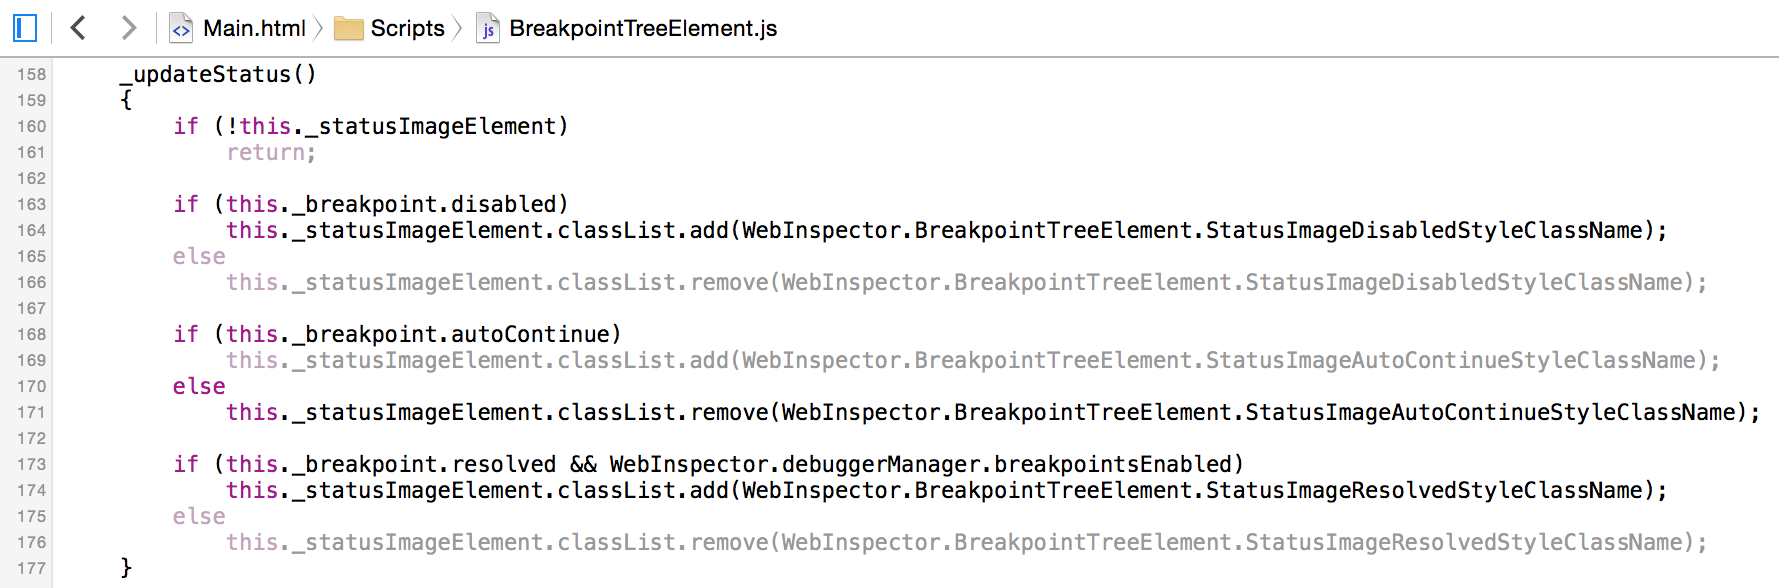 Main.html Scripts BreakpointTreeElement.js
158 _updateStatus()
159 {
160 if (!this._statusImageElement)
161 return;
162
163 if (this._breakpoint.disabled)
164 this._statusImageElement.classList.add(WebInspector.BreakpointTreeElement.StatusImageDisabledStyleClassName);
165 else
166 this._statusImageElement.classList.remove(WebInspector.BreakpointTreeElement.StatusImageDisabledStyleClassName);
167
168 if (this._breakpoint.autoContinue)
169 this._statusImageElement.classList.add(WebInspector.BreakpointTreeElement.StatusImageAutoContinueStyleClassName);
170 else
171 this._statusImageElement.classList.remove(WebInspector.BreakpointTreeElement.StatusImageAutoContinueStyleClassName);
172
173 if (this._breakpoint.resolved && WebInspector.debuggerManager.breakpointsEnabled)
174 this._statusImageElement.classList.add(WebInspector.BreakpointTreeElement.StatusImageResolvedStyleClassName);
175 else
176 this._statusImageElement.classList.remove(WebInspector.BreakpointTreeElement.StatusImageResolvedStyleClassName);
177 }